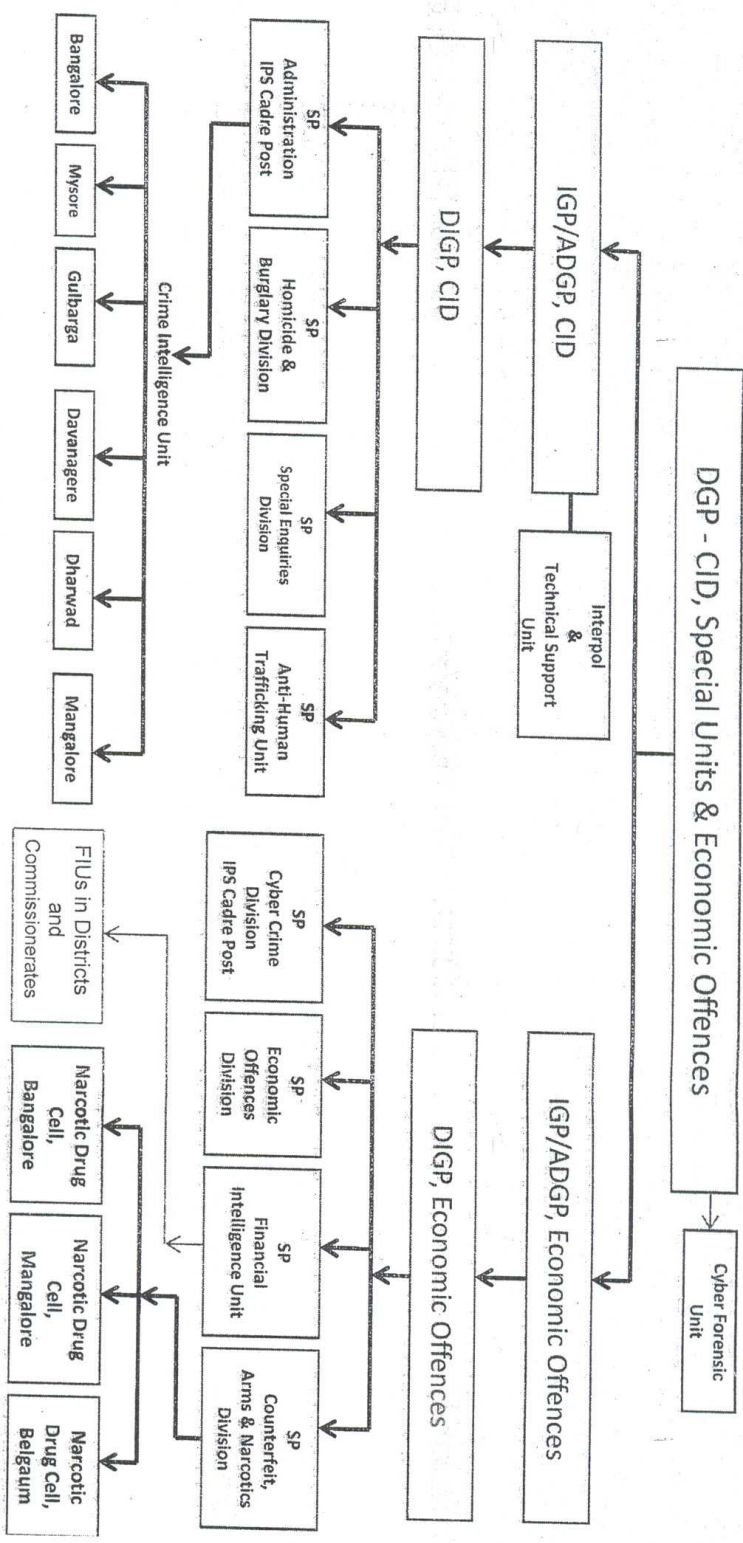 DGP - CID, Special Units & Economic Offences
Cyber Forensic
Unit
IGP/ADGP, CID
Interpol
&
Technical Support
Unit
IGP/ADGP, Economic Offences
DIGP, CID
DIGP, Economic Offences
SP
Administration
IPS Cadre Post
SP
Homicide &
Burglary Division
SP
Special Enquiries
Division
SP
Anti-Human
Trafficking Unit
SP
Cyber Crime
Division
IPS Cadre Post
SP
Economic
Offences
Division
SP
Financial
Intelligence Unit
SP
Counterfeit,
Arms & Narcotics
Division
Crime Intelligence Unit
Bangalore
Mysore
Gulbarga
Davanagere
Dharwad
Mangalore
FIUs in Districts
and
Commissionerates
Narcotic Drug
Cell,
Bangalore
Narcotic Drug
Cell,
Mangalore
Narcotic
Drug Cell,
Belgaum